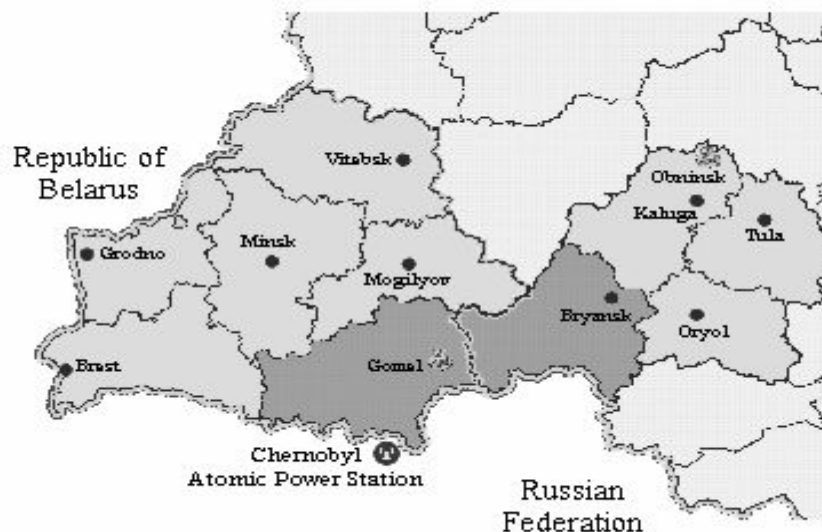 Republic of
Belarus
Vitebsk
Obninsk
Kaluga
Tula
Grodno
Minsk
Mogilyov
Bryansk
Oryol
Brest
Gomel
Chernobyl
Atomic Power Station
Russian
Federation